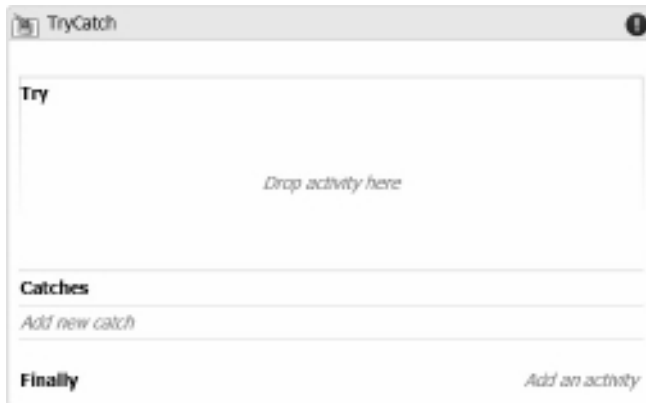 TryCatch
Try
Drop activity here
Catches
Add new catch
Finally Add an activity